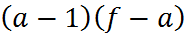 (a − 1)(f − a)